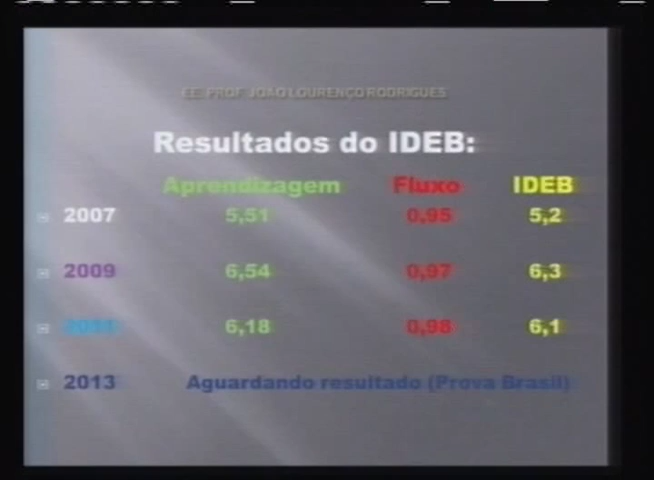 EE. PROF. JOÃO LOURENÇO RODRIGUES
Resultados do IDEB:
Aprendizagem Fluxo IDEB
2007 5,51 0,95 5,2
2009 6,54 0,97 6,3
2011 6,18 0,98 6,1
2013 Aguardando resultado (Prova Brasil)